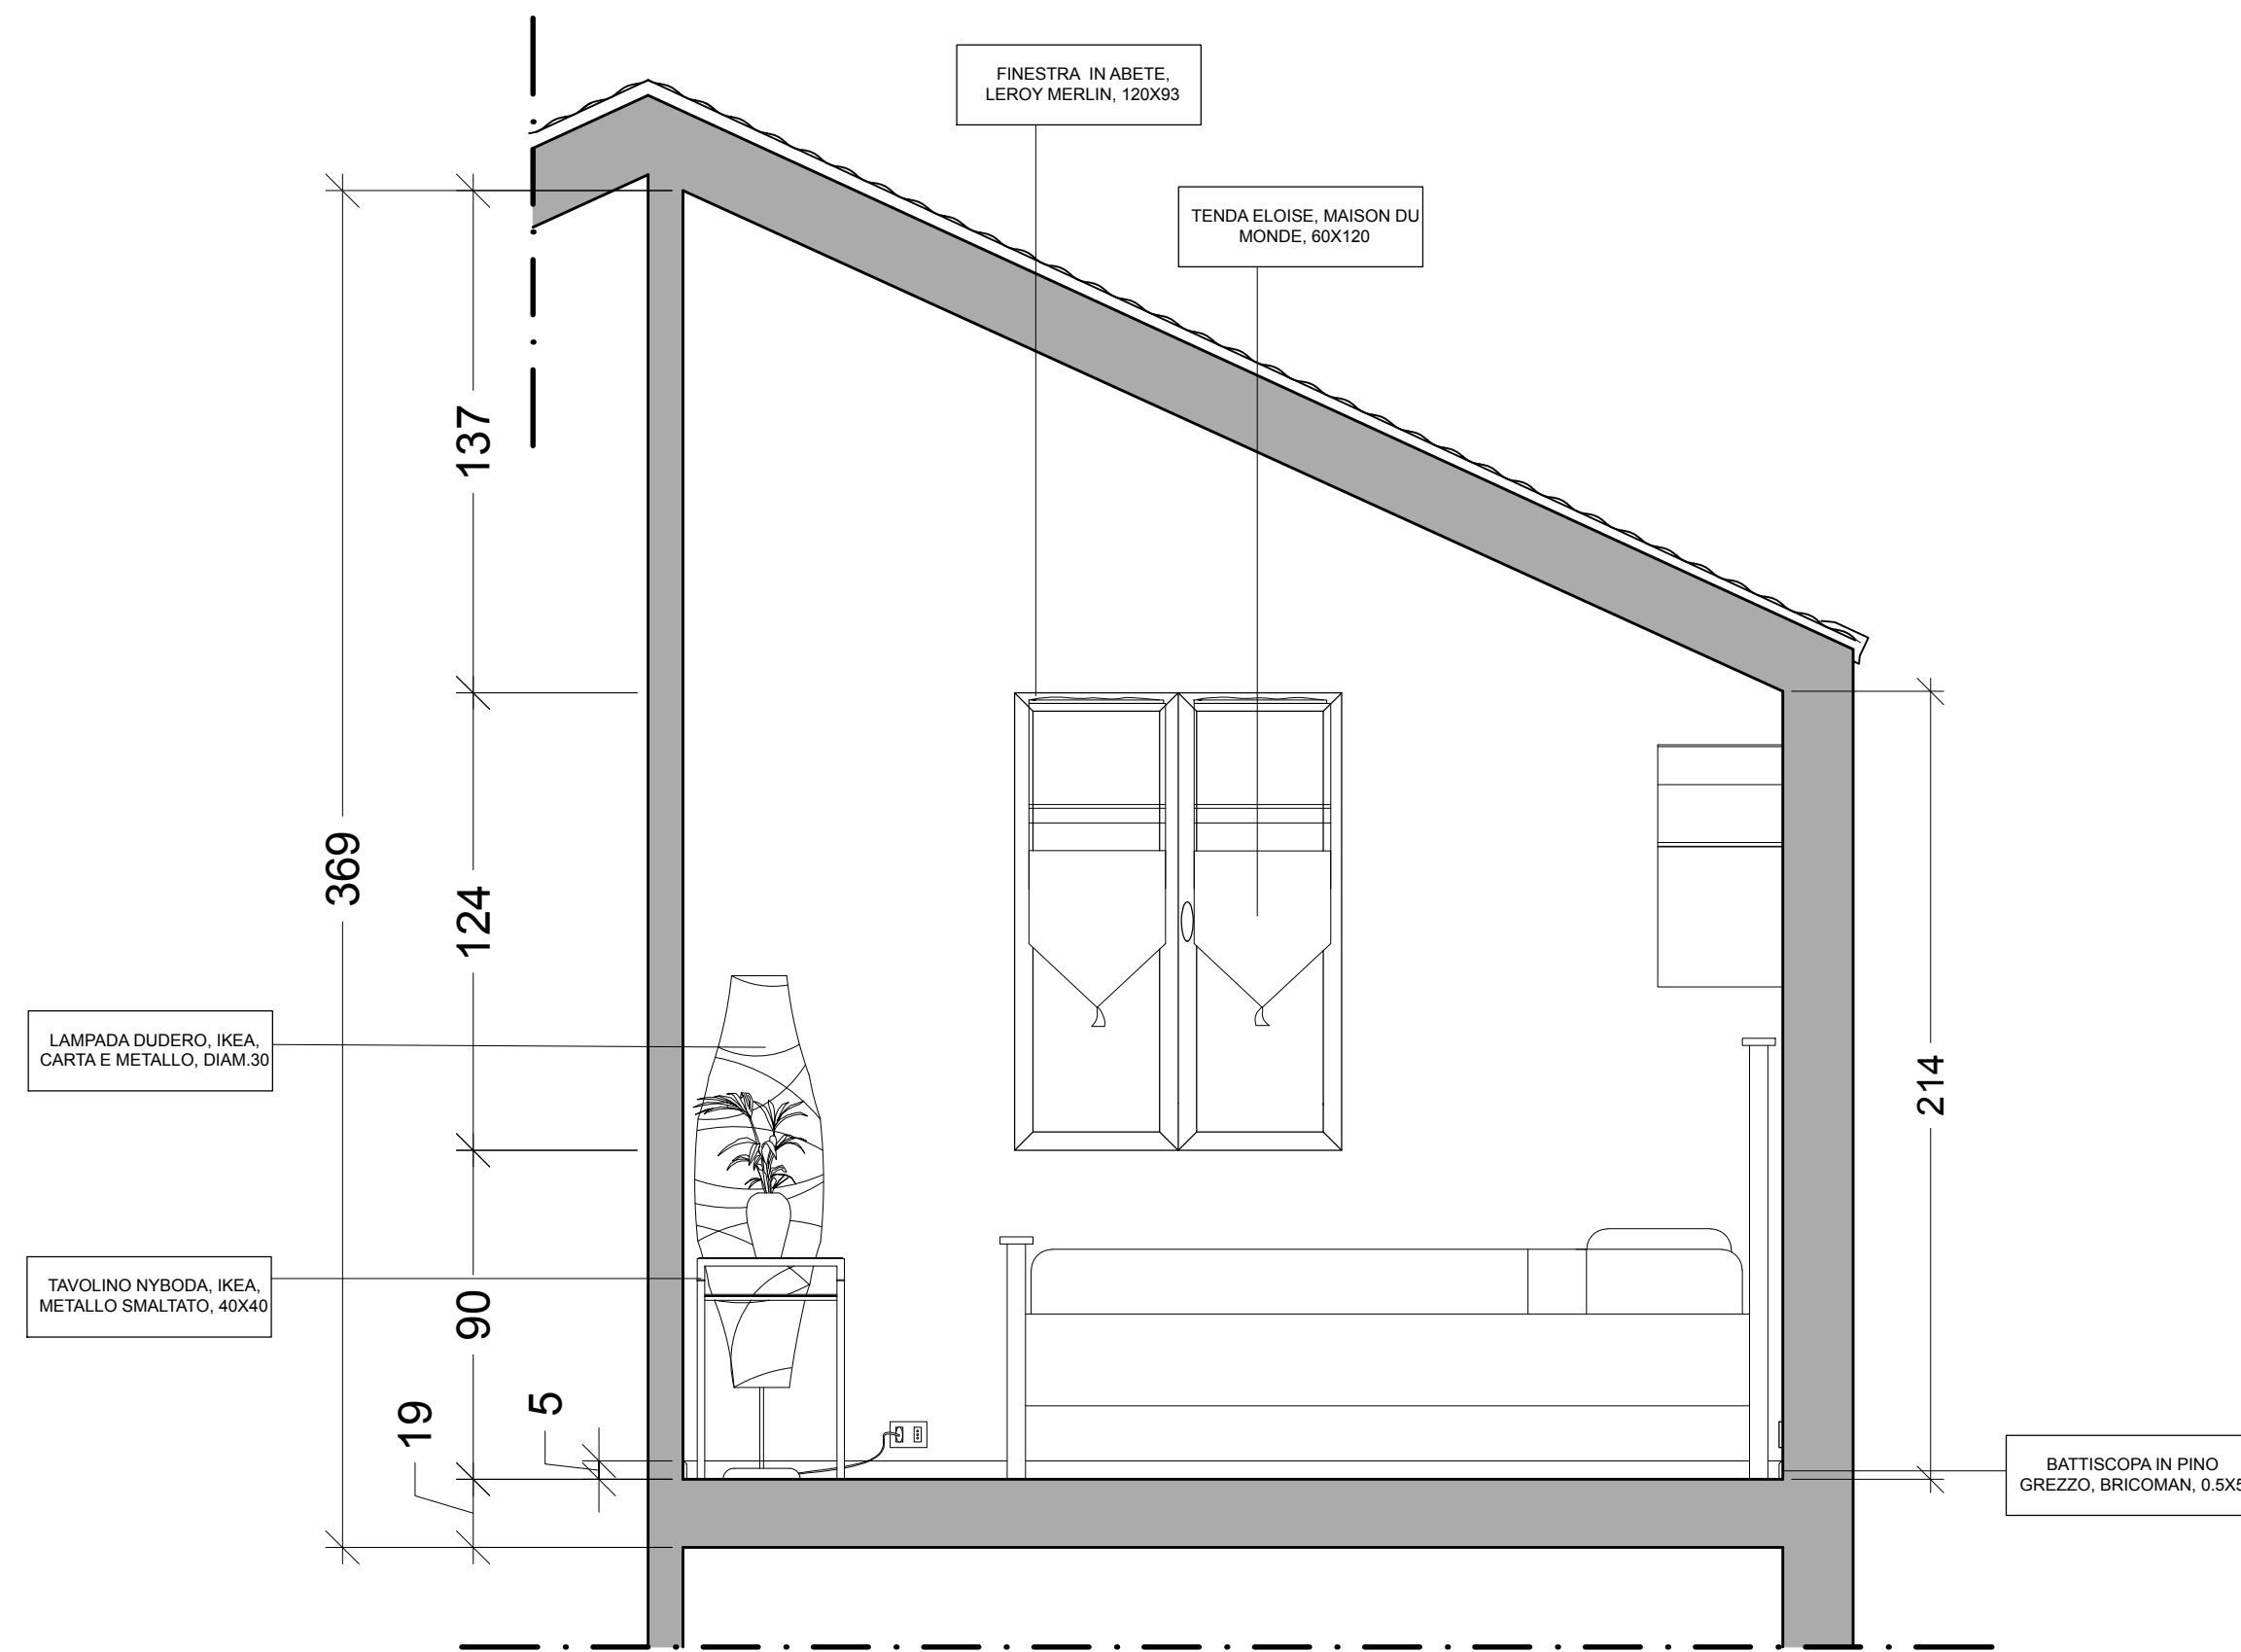 FINESTRA IN ABETE,
LEROY MERLIN, 120X93
TENDA ELOISE, MAISON DU
MONDE, 60X120
137
369
124
LAMPADA DUDERO, IKEA,
CARTA E METALLO, DIAM.30
214
TAVOLINO NYBODA, IKEA,
METALLO SMALTATO, 40X40
90
5
19
BATTISCOPA IN PINO
GREZZO, BRICOMAN, 0.5X5